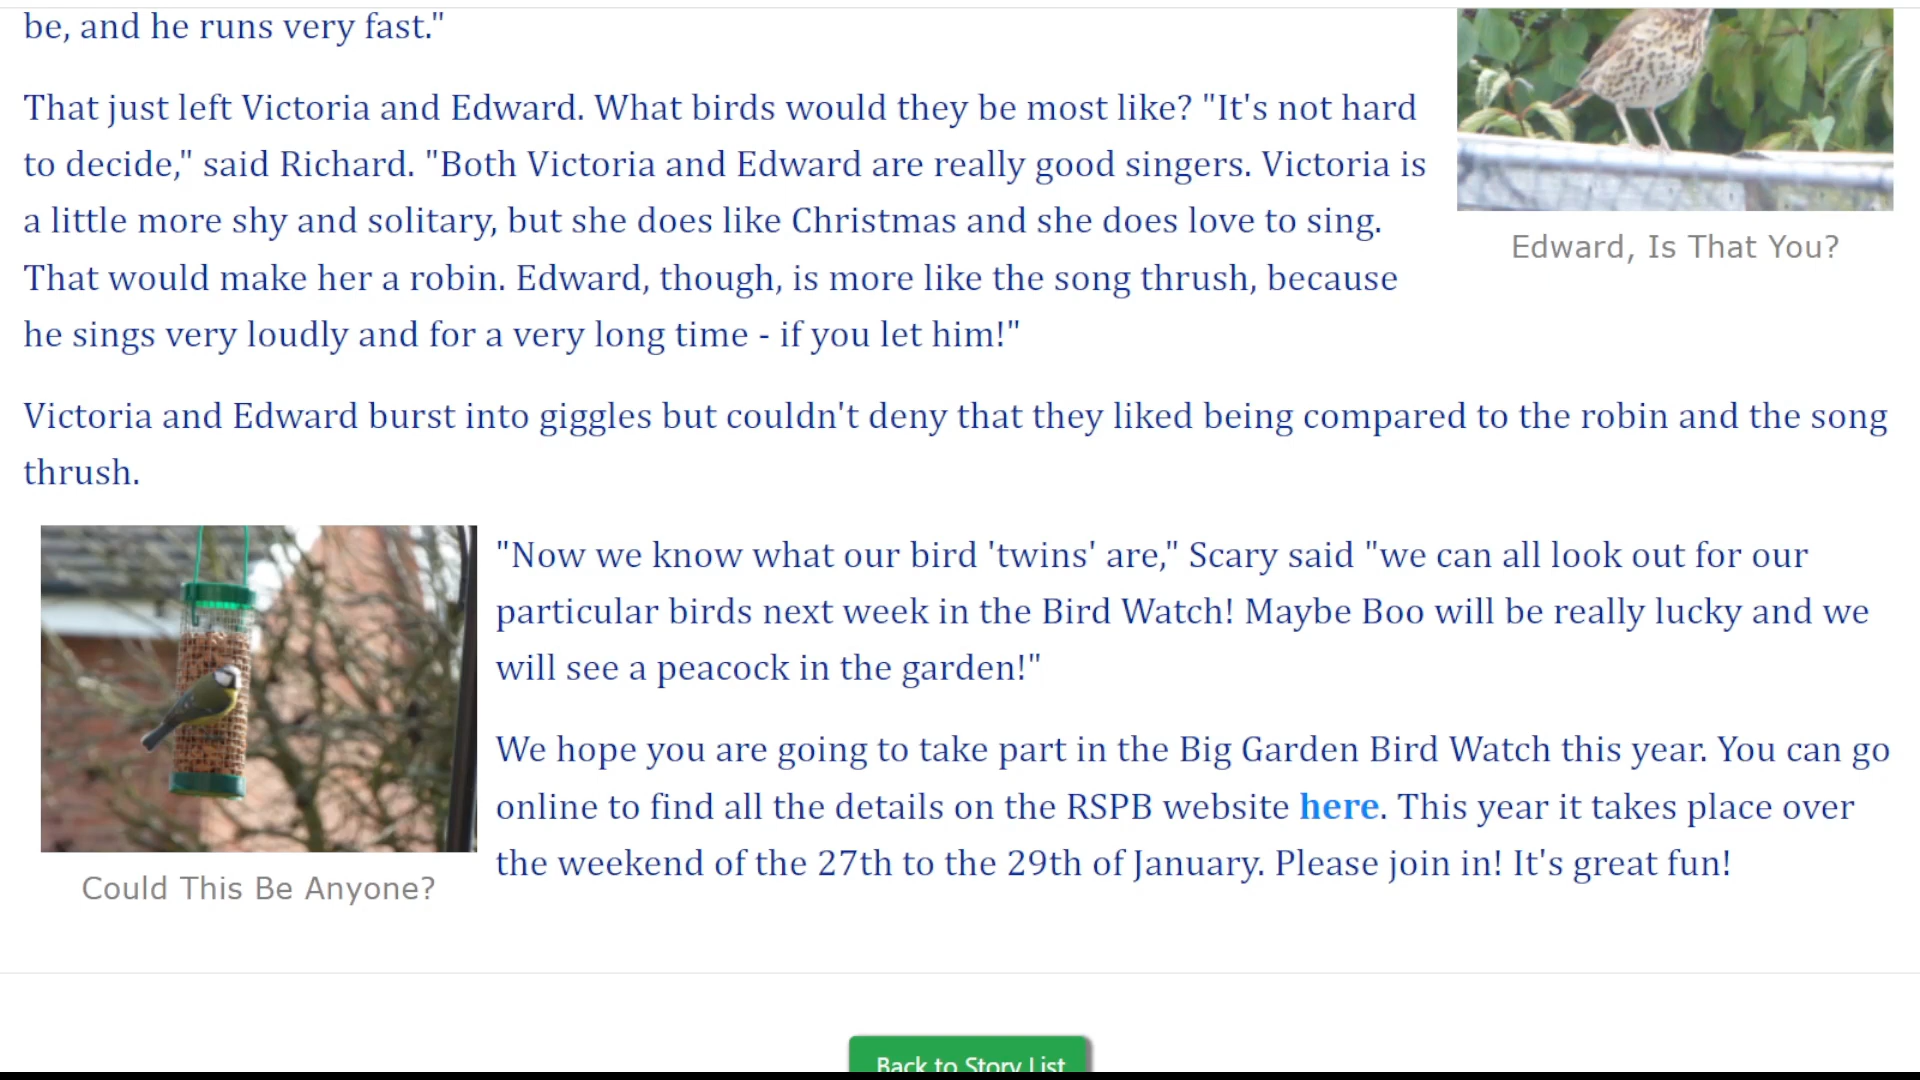 be, and he runs very fast."
That just left Victoria and Edward. What birds would they be most like? "It's not hard
to decide," said Richard. "Both Victoria and Edward are really good singers. Victoria is
a little more shy and solitary, but she does like Christmas and she does love to sing.
That would make her a robin. Edward, though, is more like the song thrush, because
he sings very loudly and for a very long time - if you let him!"
Edward, Is That You?
Victoria and Edward burst into giggles but couldn't deny that they liked being compared to the robin and the song
thrush.
"Now we know what our bird 'twins' are," Scary said "we can all look out for our
particular birds next week in the Bird Watch! Maybe Boo will be really lucky and we
will see a peacock in the garden!"
We hope you are going to take part in the Big Garden Bird Watch this year. You can go
online to find all the details on the RSPB website here. This year it takes place over
the weekend of the 27th to the 29th of January. Please join in! It's great fun!
Could This Be Anyone?
Back to Story List